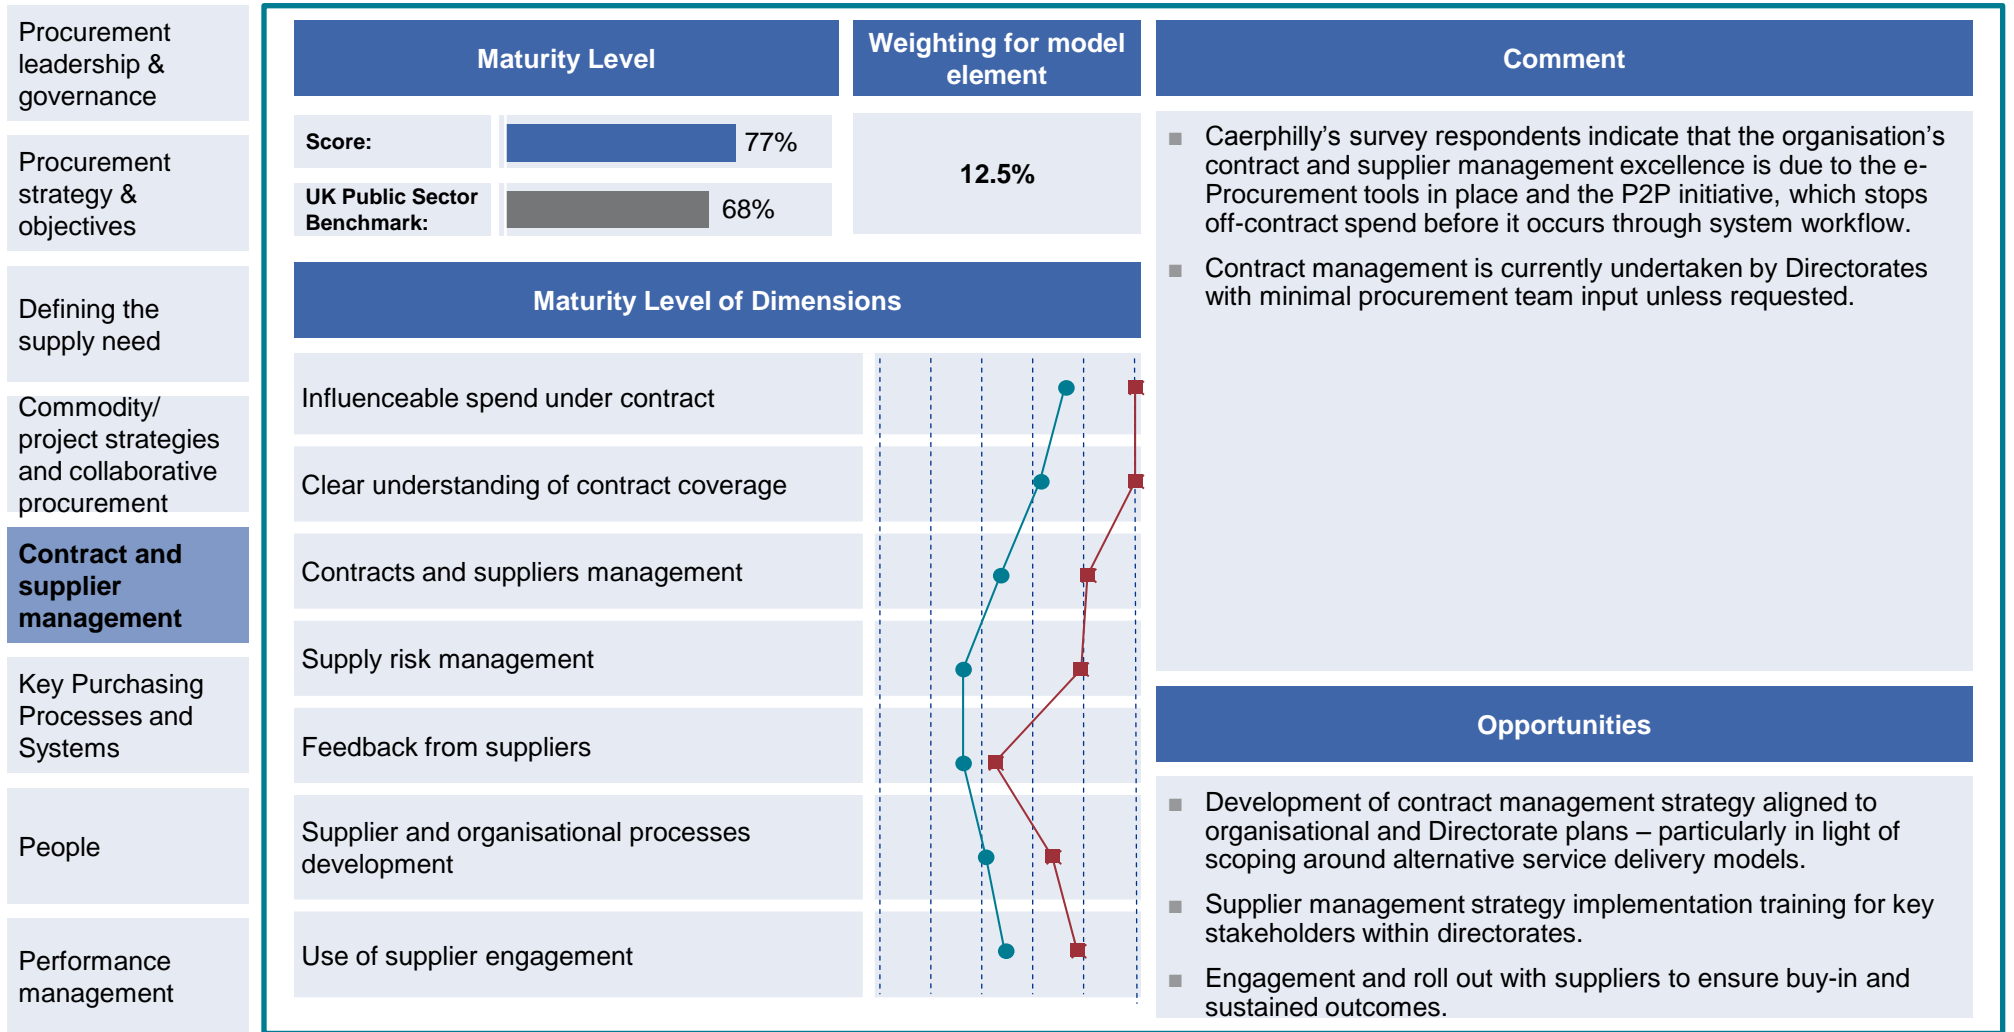 Procurement
leadership &
governance
Procurement
strategy &
objectives
Defining the
supply need
Commodity/
project strategies
and collaborative
procurement
Contract and
supplier
management
Key Purchasing
Processes and
Systems
People
Performance
management
Maturity Level
Weighting for model
element
Score:
77%
UK Public Sector
Benchmark:
68%
12.5%
Maturity Level of Dimensions
Influenceable spend under contract
Clear understanding of contract coverage
Contracts and suppliers management
Supply risk management
Feedback from suppliers
Supplier and organisational processes
development
Use of supplier engagement
Comment
■ Caerphilly’s survey respondents indicate that the organisation’s
contract and supplier management excellence is due to the e-
Procurement tools in place and the P2P initiative, which stops
off-contract spend before it occurs through system workflow.
■ Contract management is currently undertaken by Directorates
with minimal procurement team input unless requested.
Opportunities
■ Development of contract management strategy aligned to
organisational and Directorate plans – particularly in light of
scoping around alternative service delivery models.
■ Supplier management strategy implementation training for key
stakeholders within directorates.
■ Engagement and roll out with suppliers to ensure buy-in and
sustained outcomes.